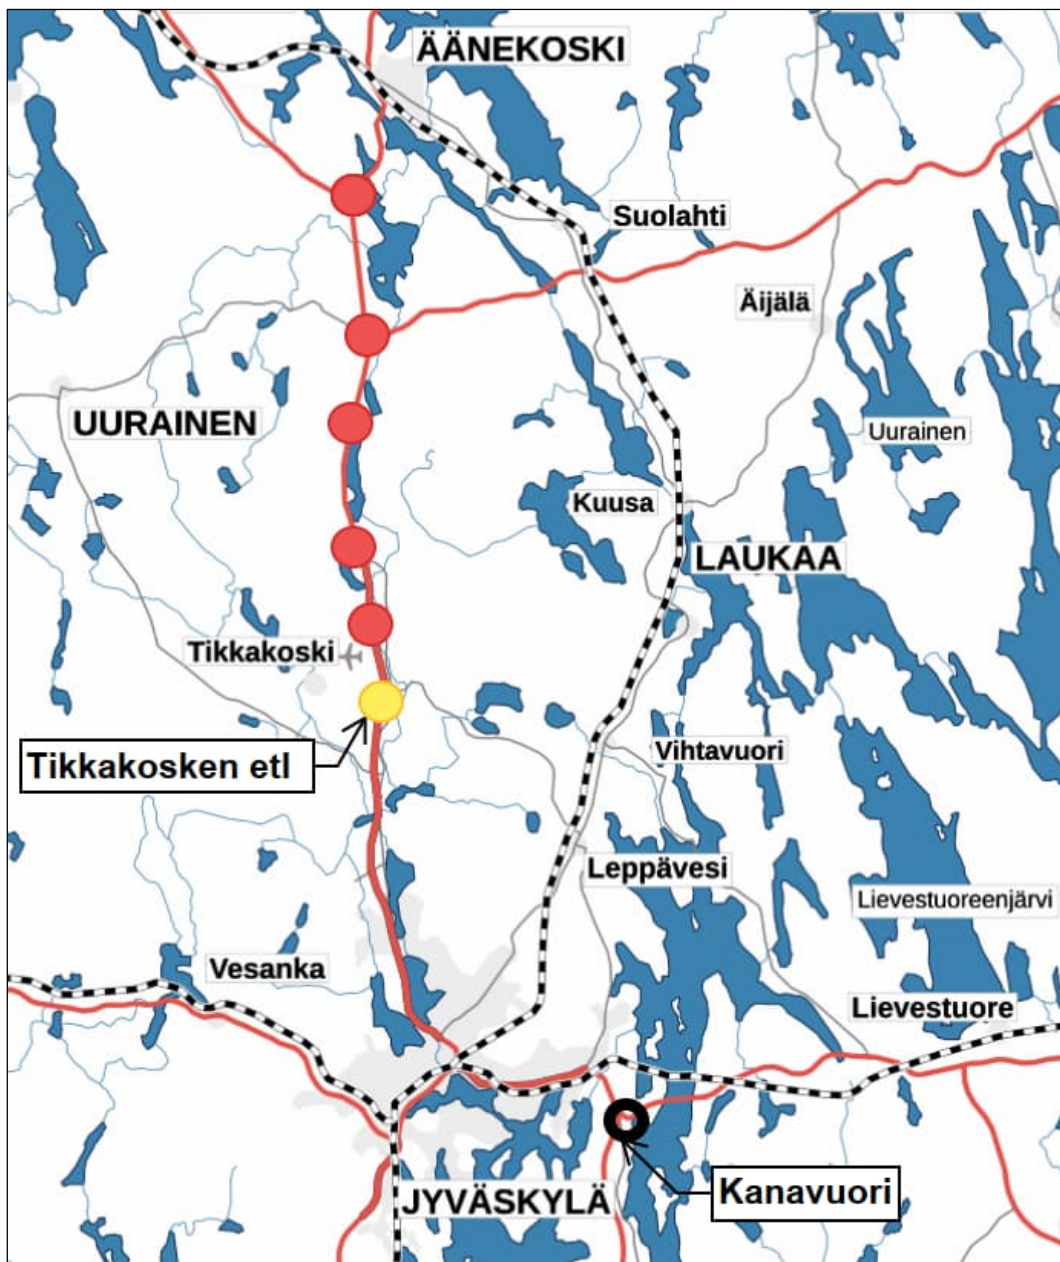 ÄÄNEKOSKI
Suolahti
Äijälä
UURAINEN
Uurainen
Kuusa
LAUKAA
Tikkakoski
Vihtavuori
Tikkakosken etl
Leppävesi
Lievestuoreenjärvi
Vesanka
Lievestuore
Kanavuori
JYVÄSKYLÄ